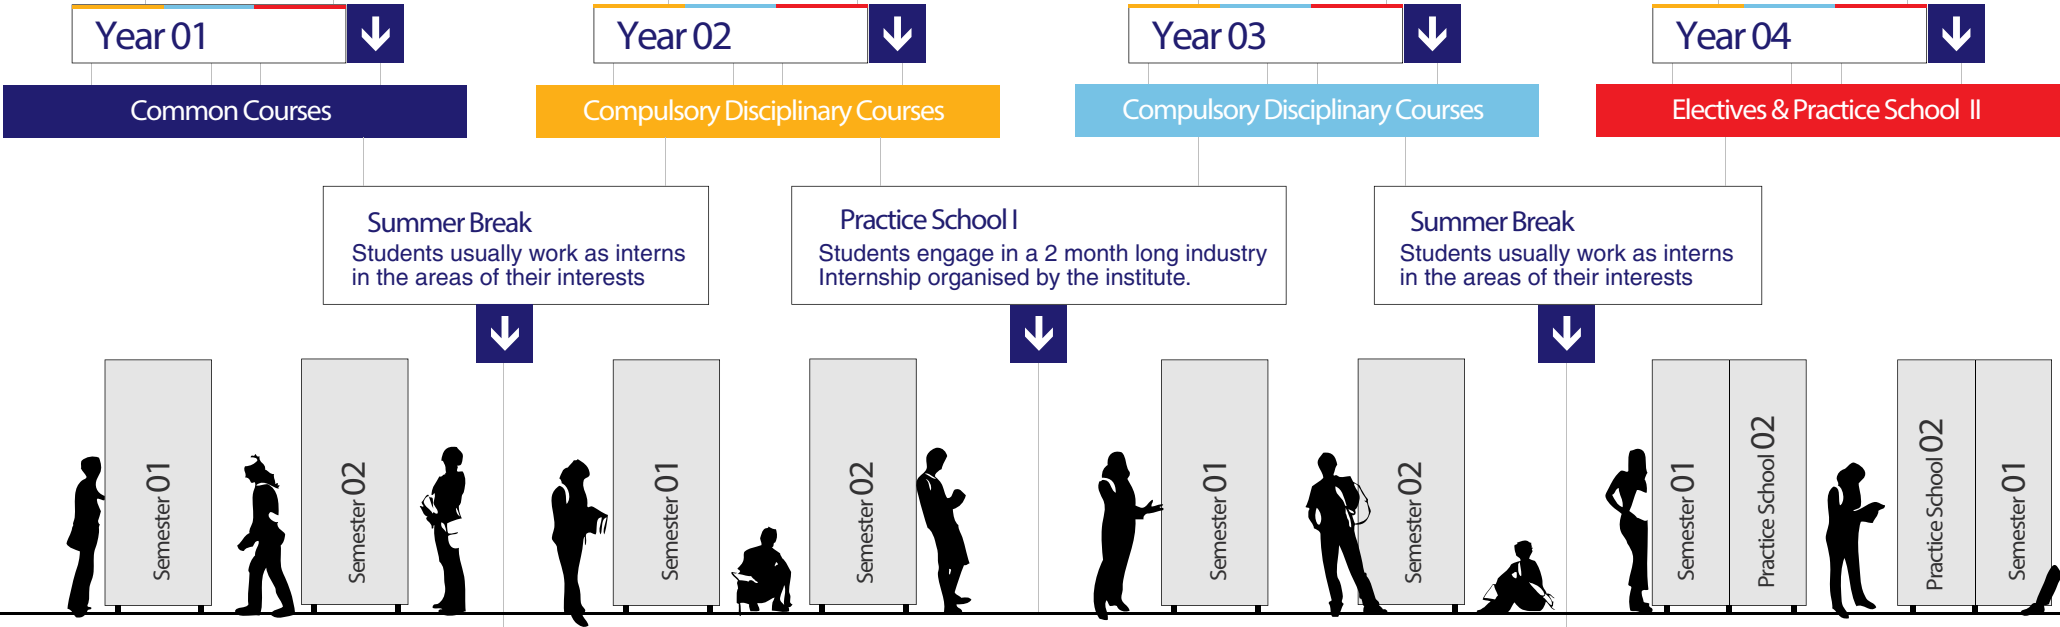 Year 01
Year 02
Year 03
Year 04
Common Courses
Compulsory Disciplinary Courses
Compulsory Disciplinary Courses
Electives & Practice School II
Summer Break
Students usually work as interns
in the areas of their interests
Practice School I
Students engage in a 2 month long industry
Internship organised by the institute.
Summer Break
Students usually work as interns
in the areas of their interests
Semester 01
Semester 02
Semester 01
Semester 02
Semester 01
Semester 02
Semester 01
Practice School 02
Practice School 02
Semester 01